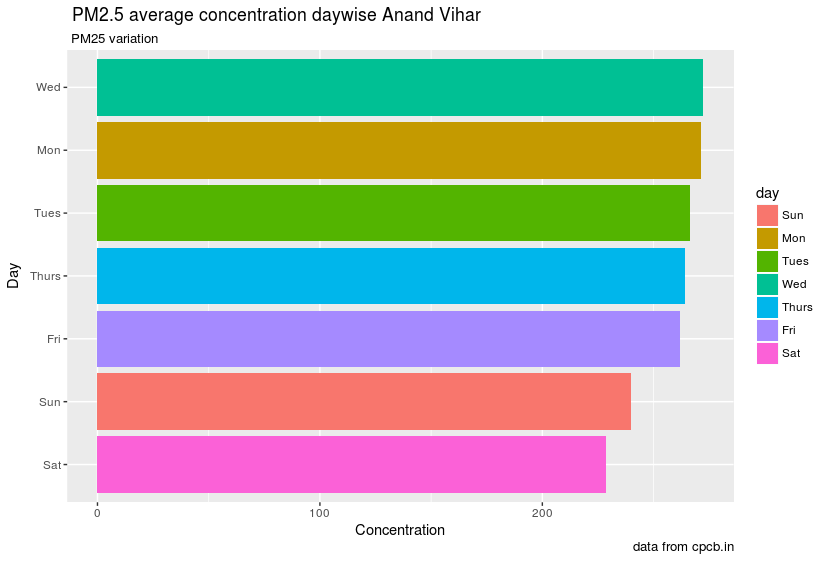 PM2.5 average concentration daywise Anand Vihar
PM25 variation
Wed
Mon
Tues
Thurs
Fri
Sun
Sat
Day
0 100 200
Concentration
data from cpcb.in
day
Sun
Mon
Tues
Wed
Thurs
Fri
Sat